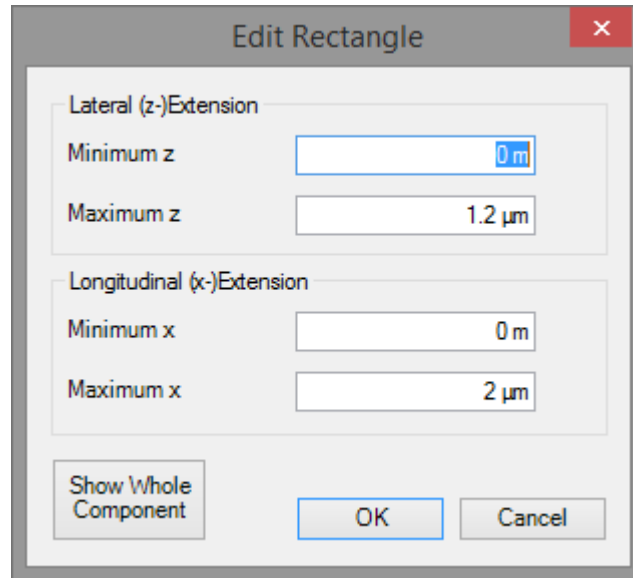 Edit Rectangle
Lateral (z-)Extension
Minimum z
0 m
Maximum z
1.2 µm
Longitudinal (x-)Extension
Minimum x
0 m
Maximum x
2 µm
Show Whole
Component
OK
Cancel